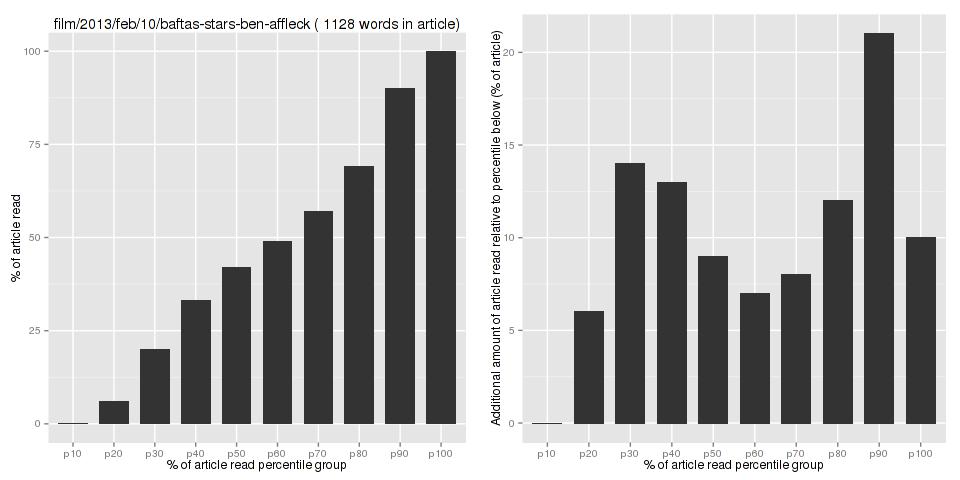 film/2013/feb/10/baftas-stars-ben-affleck ( 1128 words in article)
% of article read
100
75
50
25
0
p10 p20 p30 p40 p50 p60 p70 p80 p90 p100
% of article read percentile group
Additional amount of article read relative to percentile below (% of article)
20
15
10
5
0
p10 p20 p30 p40 p50 p60 p70 p80 p90 p100
% of article read percentile group